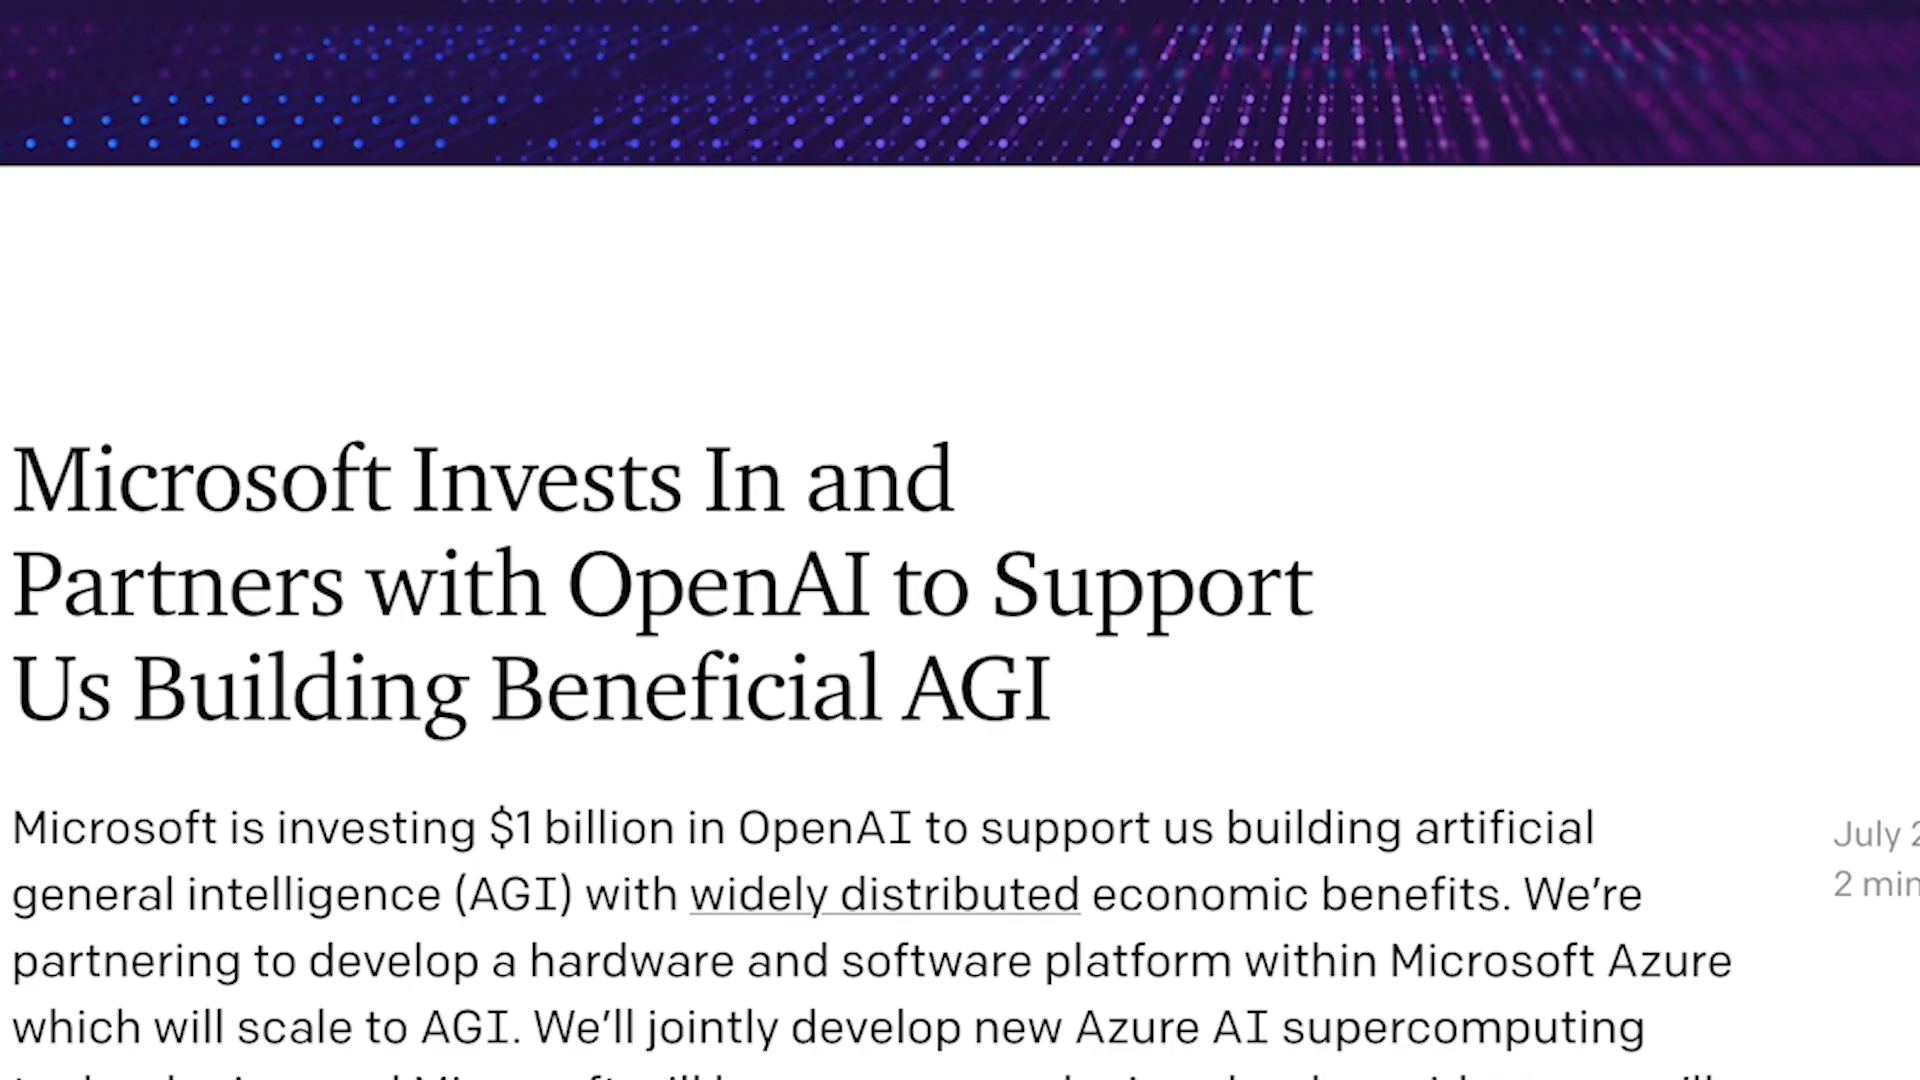 Microsoft Invests In and
Partners with OpenAI to Support
Us Building Beneficial AGI
Microsoft is investing $1 billion in OpenAI to support us building artificial
general intelligence (AGI) with widely distributed economic benefits. We’re
partnering to develop a hardware and software platform within Microsoft Azure
which will scale to AGI. We’ll jointly develop new Azure AI supercomputing
July 2
2 min